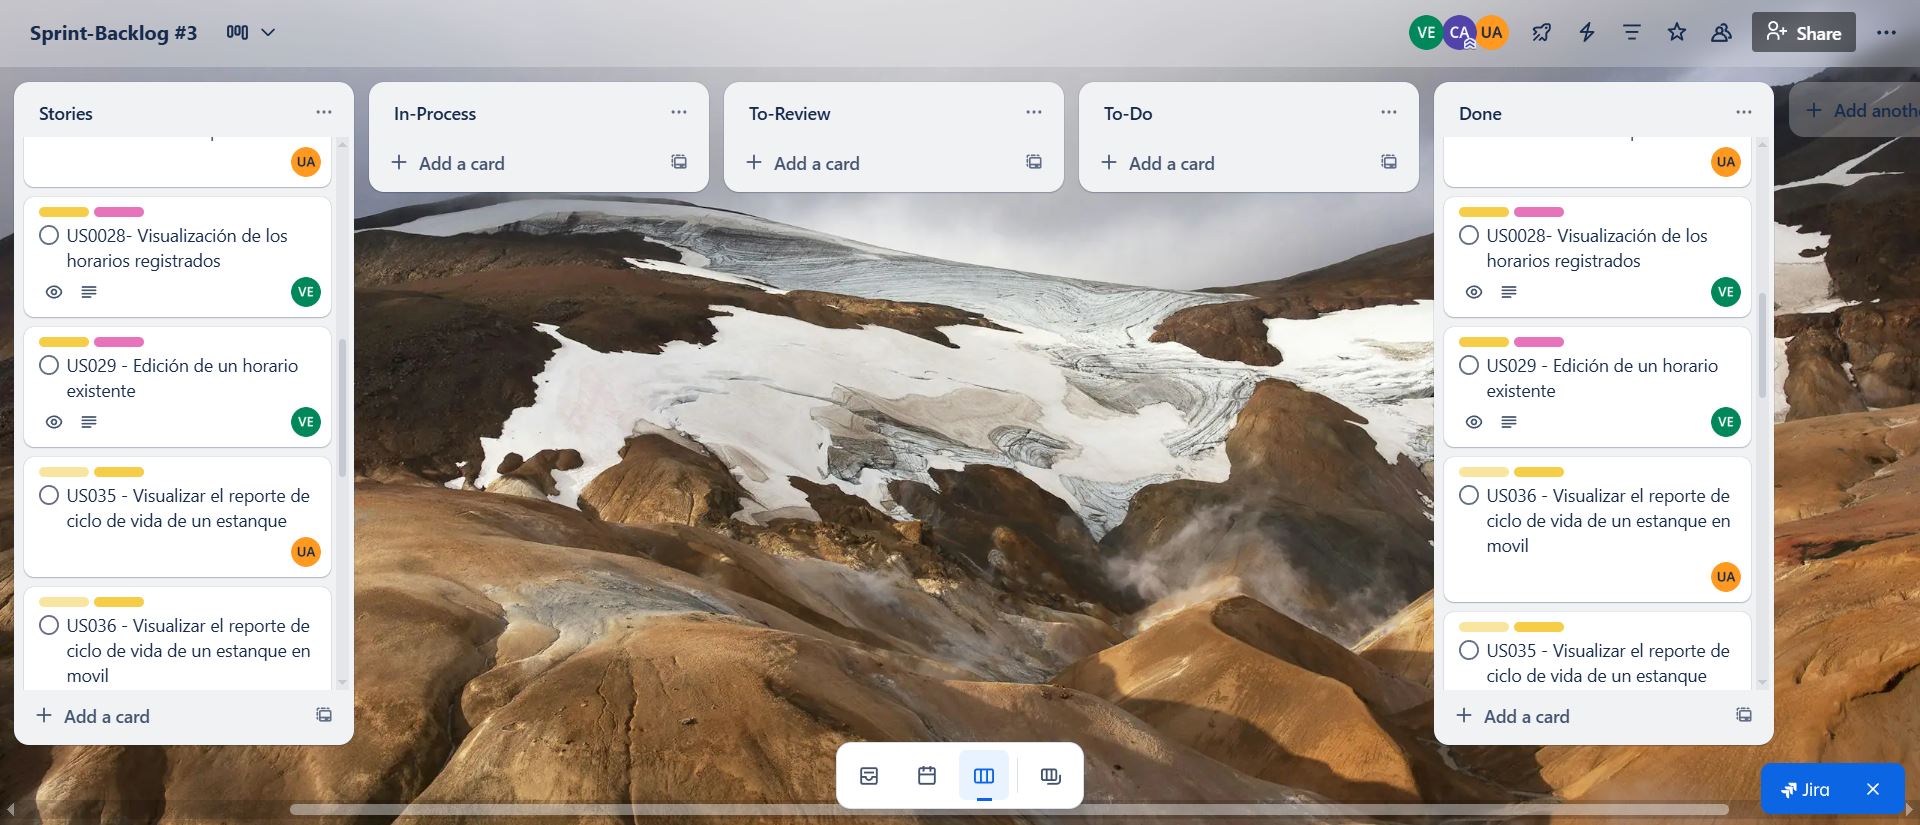 Sprint-Backlog #3
VE CA UA
Share
Stories
UA
US0028- Visualización de los
horarios registrados
VE
US029 - Edición de un horario
existente
VE
US035 - Visualizar el reporte de
ciclo de vida de un estanque
UA
US036 - Visualizar el reporte de
ciclo de vida de un estanque en
movil
Add a card
In-Process
Add a card
To-Review
Add a card
To-Do
Add a card
Done
UA
US0028- Visualización de los
horarios registrados
VE
US029 - Edición de un horario
existente
VE
US036 - Visualizar el reporte de
ciclo de vida de un estanque en
movil
UA
US035 - Visualizar el reporte de
ciclo de vida de un estanque
Add a card
Add anoth
Jira